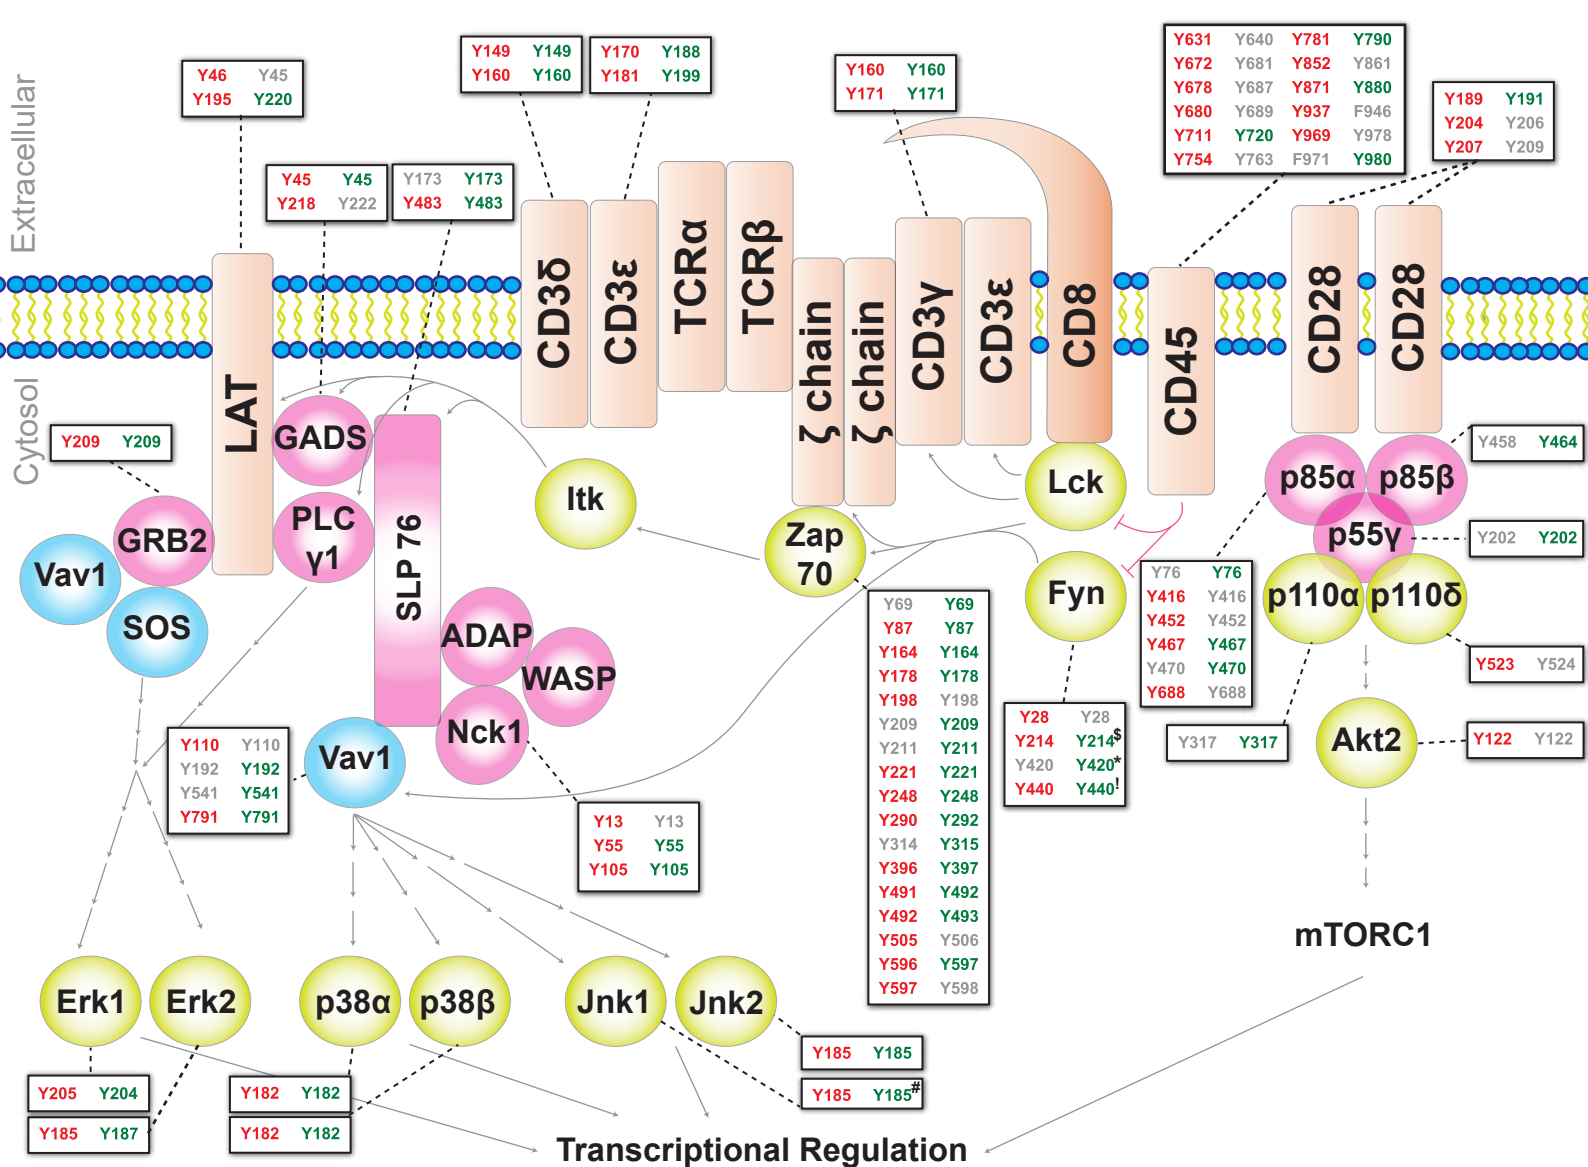 Extracellular
Cytosol
Y46 Y45
Y195 Y220
Y149 Y149
Y160 Y160
Y170 Y188
Y181 Y199
Y160 Y160
Y171 Y171
Y631 Y640 Y781 Y790
Y672 Y681 Y852 Y861
Y678 Y687 Y871 Y880
Y680 Y689 Y937 F946
Y711 Y720 Y969 Y978
Y754 Y763 F971 Y980
Y189 Y191
Y204 Y206
Y207 Y209
Y45 Y45
Y218 Y222
Y173 Y173
Y483 Y483
LAT
CD3δ
CD3ε
TCRα
TCRβ
ζ chain
ζ chain
CD3γ
CD3ε
CD8
CD45
CD28
CD28
Y209 Y209
GADS
GRB2
PLC
γ1
SLP 76
Vav1
SOS
ADAP
WASP
Nck1
Vav1
Itk
Zap
70
Lck
Fyn
p85α
p85β
p55γ
p110α
p110δ
Y458 Y464
Y202 Y202
Y76 Y76
Y416 Y416
Y452 Y452
Y467 Y467
Y470 Y470
Y688 Y688
Y523 Y524
Y317 Y317
Akt2
Y122 Y122
Y69 Y69
Y87 Y87
Y164 Y164
Y178 Y178
Y198 Y198
Y209 Y209
Y211 Y211
Y221 Y221
Y248 Y248
Y290 Y292
Y314 Y315
Y396 Y397
Y491 Y492
Y492 Y493
Y505 Y506
Y596 Y597
Y597 Y598
Y28 Y28
Y214 Y214$
Y420 Y420*
Y440 Y440!
Y110 Y110
Y192 Y192
Y541 Y541
Y791 Y791
Y13 Y13
Y55 Y55
Y105 Y105
mTORC1
Erk1
Erk2
p38α
p38β
Jnk1
Jnk2
Y205 Y204
Y185 Y187
Y182 Y182
Y182 Y182
Y185 Y185
Y185 Y185#
Transcriptional Regulation